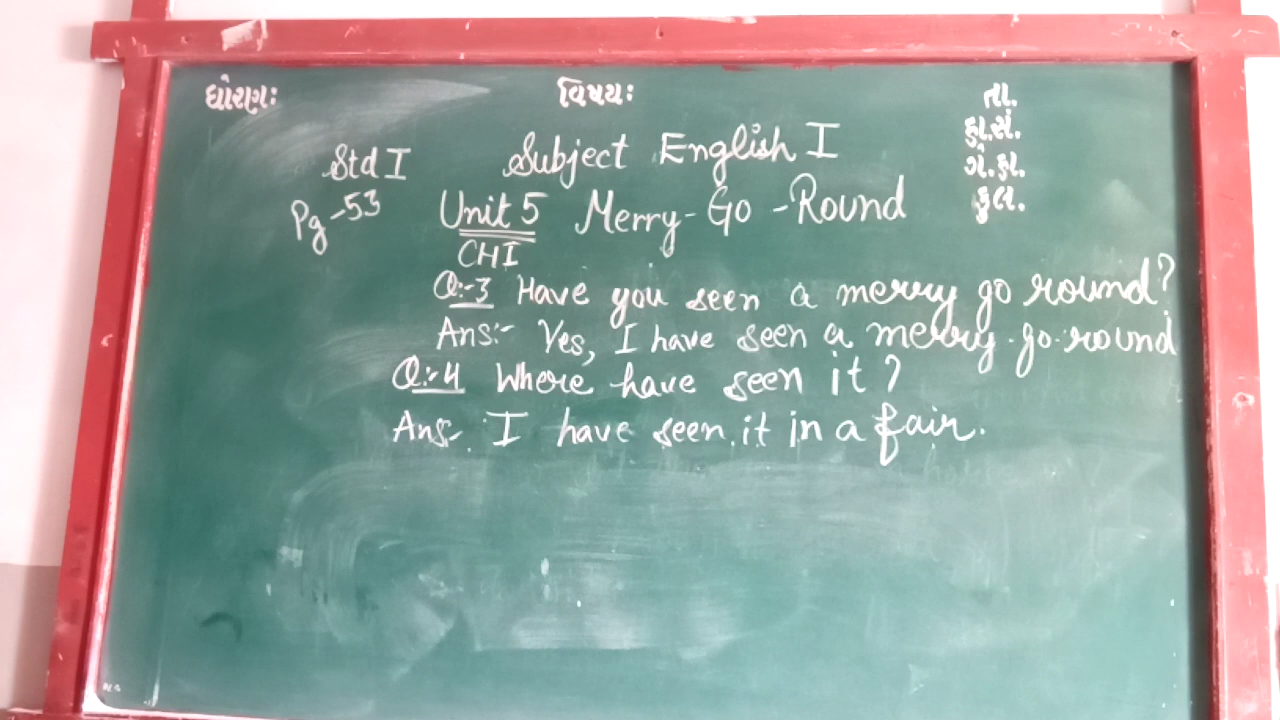 ધોરણઃ વિષયઃ તા.
હા.સં.
Std I Subject English I ગે.હા.
Pg-53 Unit 5 Merry-Go-Round કુલ.
CH I
Q:-3 Have you seen a merry go round?
Ans:- Yes, I have seen a merry-go-round
Q:-4 Where have seen it?
Ans- I have seen it in a fair.